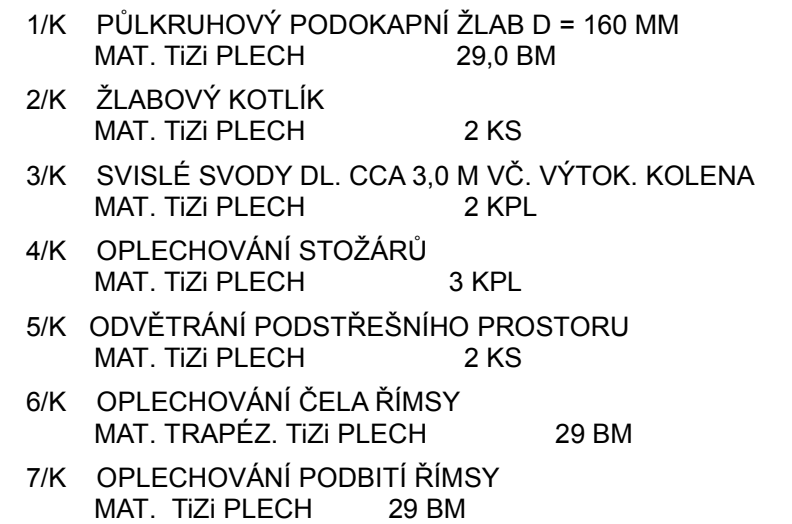 1/K PŮLKRUHOVÝ PODOKAPNÍ ŽLAB D = 160 MM
MAT. TiZi PLECH 29,0 BM
2/K ŽLABOVÝ KOTLÍK
MAT. TiZi PLECH 2 KS
3/K SVISLÉ SVODY DL. CCA 3,0 M VČ. VÝTOK. KOLENA
MAT. TiZi PLECH 2 KPL
4/K OPLECHOVÁNÍ STOŽÁRŮ
MAT. TiZi PLECH 3 KPL
5/K ODVĚTRÁNÍ PODSTŘEŠNÍHO PROSTORU
MAT. TiZi PLECH 2 KS
6/K OPLECHOVÁNÍ ČELA ŘÍMSY
MAT. TRAPÉZ. TiZi PLECH 29 BM
7/K OPLECHOVÁNÍ PODBITÍ ŘÍMSY
MAT. TiZi PLECH 29 BM